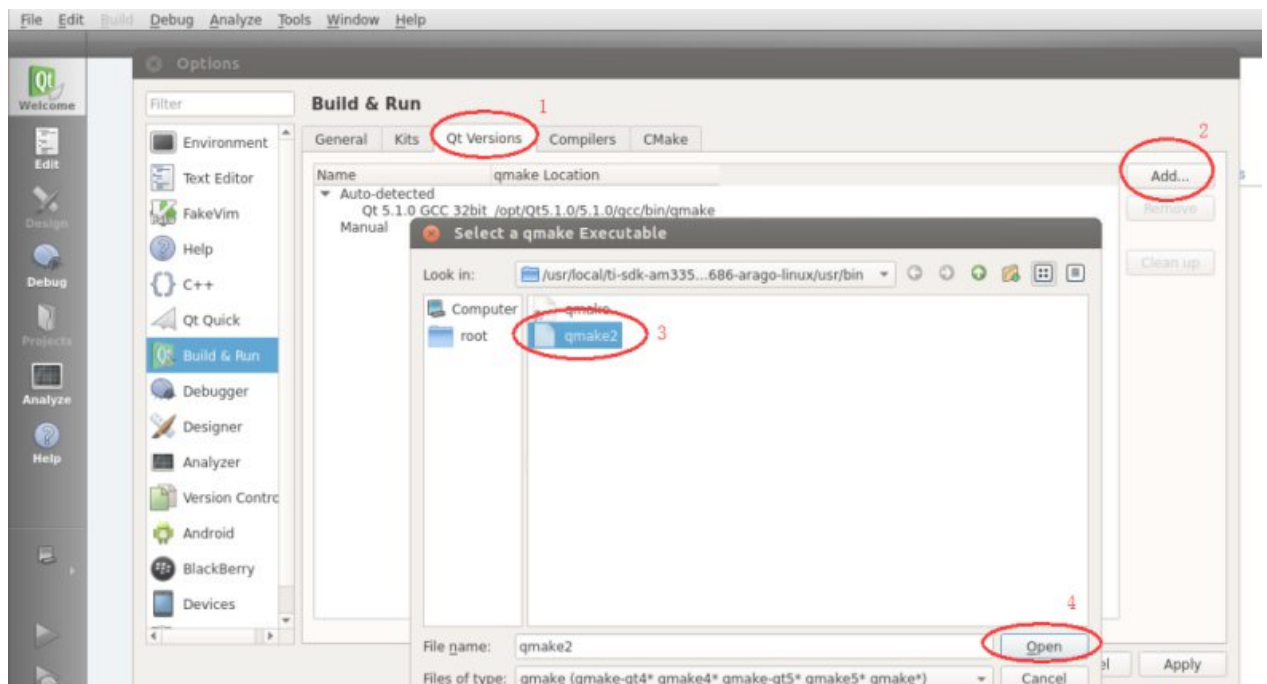 File Edit Build Debug Analyze Tools Window Help
Options
Welcome
Edit
Design
Debug
Projects
Analyze
Help
Filter
Environment
Text Editor
FakeVim
Help
C++
Qt Quick
Build & Run
Debugger
Designer
Analyzer
Version Contro
Android
BlackBerry
Devices
Build & Run
1
General Kits Qt Versions Compilers CMake
2
Name qmake Location
Auto-detected
Qt 5.1.0 GCC 32bit /opt/Qt5.1.0/5.1.0/gcc/bin/qmake
Manual
Add...
Remove
Clean up
Select a qmake Executable
Look in: /usr/local/ti-sdk-am335...686-arago-linux/usr/bin
Computer
root
qmake
qmake2
3
4
File name: qmake2 Open
Files of type: qmake (qmake-qt4* qmake4* qmake-qt5* qmake5* qmake*) Cancel
el Apply
s